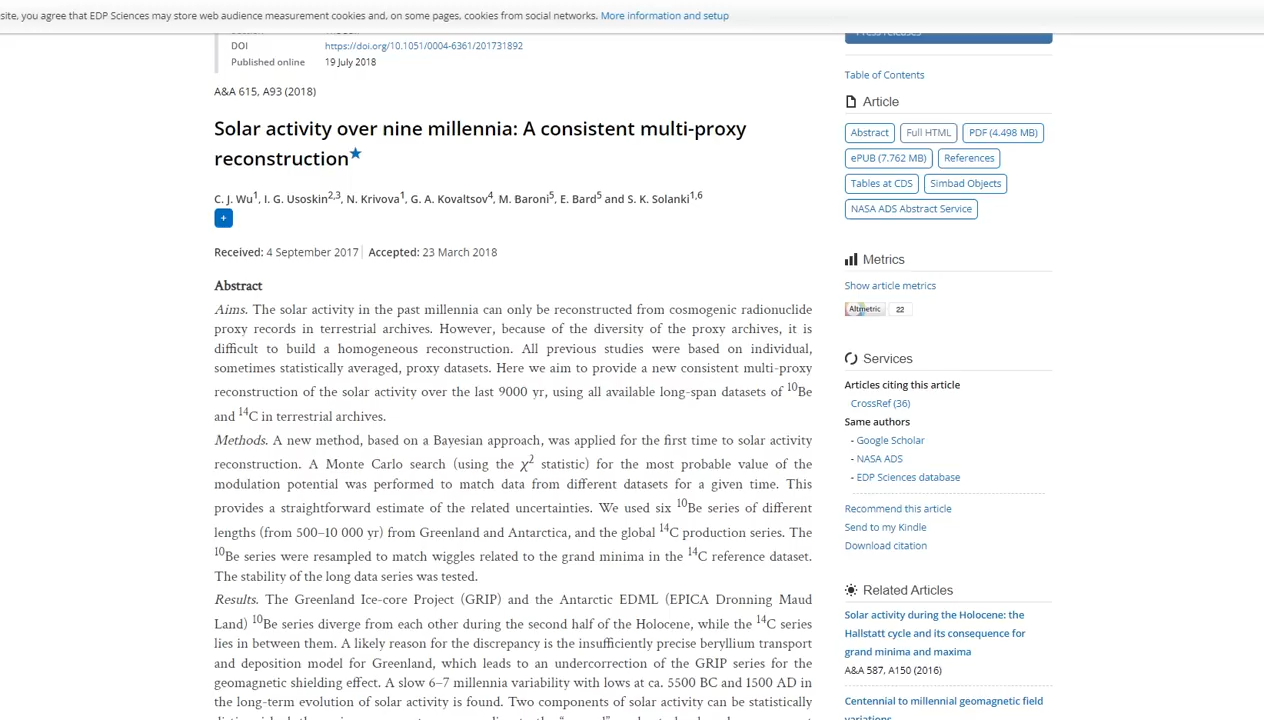 site, you agree that EDP Sciences may store web audience measurement cookies and, on some pages, cookies from social networks. More information and setup
DOI https://doi.org/10.1051/0004-6361/201731892
Published online 19 July 2018
A&A 615, A93 (2018)
Solar activity over nine millennia: A consistent multi-proxy
reconstruction★
C. J. Wu1, I. G. Usoskin2,3, N. Krivova1, G. A. Kovaltsov4, M. Baroni5, E. Bard5 and S. K. Solanki1,6
+
Received: 4 September 2017 | Accepted: 23 March 2018
Abstract
Aims. The solar activity in the past millennia can only be reconstructed from cosmogenic radionuclide
proxy records in terrestrial archives. However, because of the diversity of the proxy archives, it is
difficult to build a homogeneous reconstruction. All previous studies were based on individual,
sometimes statistically averaged, proxy datasets. Here we aim to provide a new consistent multi-proxy
reconstruction of the solar activity over the last 9000 yr, using all available long-span datasets of 10Be
and 14C in terrestrial archives.
Methods. A new method, based on a Bayesian approach, was applied for the first time to solar activity
reconstruction. A Monte Carlo search (using the χ2 statistic) for the most probable value of the
modulation potential was performed to match data from different datasets for a given time. This
provides a straightforward estimate of the related uncertainties. We used six 10Be series of different
lengths (from 500–10 000 yr) from Greenland and Antarctica, and the global 14C production series. The
10Be series were resampled to match wiggles related to the grand minima in the 14C reference dataset.
The stability of the long data series was tested.
Results. The Greenland Ice-core Project (GRIP) and the Antarctic EDML (EPICA Dronning Maud
Land) 10Be series diverge from each other during the second half of the Holocene, while the 14C series
lies in between them. A likely reason for the discrepancy is the insufficiently precise beryllium transport
and deposition model for Greenland, which leads to an undercorrection of the GRIP series for the
geomagnetic shielding effect. A slow 6–7 millennia variability with lows at ca. 5500 BC and 1500 AD in
the long-term evolution of solar activity is found. Two components of solar activity can be statistically
Press releases
Table of Contents
Article
Abstract Full HTML PDF (4.498 MB)
ePUB (7.762 MB) References
Tables at CDS Simbad Objects
NASA ADS Abstract Service
Metrics
Show article metrics
Altmetric 22
Services
Articles citing this article
CrossRef (36)
Same authors
- Google Scholar
- NASA ADS
- EDP Sciences database
Recommend this article
Send to my Kindle
Download citation
Related Articles
Solar activity during the Holocene: the
Hallstatt cycle and its consequence for
grand minima and maxima
A&A 587, A150 (2016)
Centennial to millennial geomagnetic field
variations